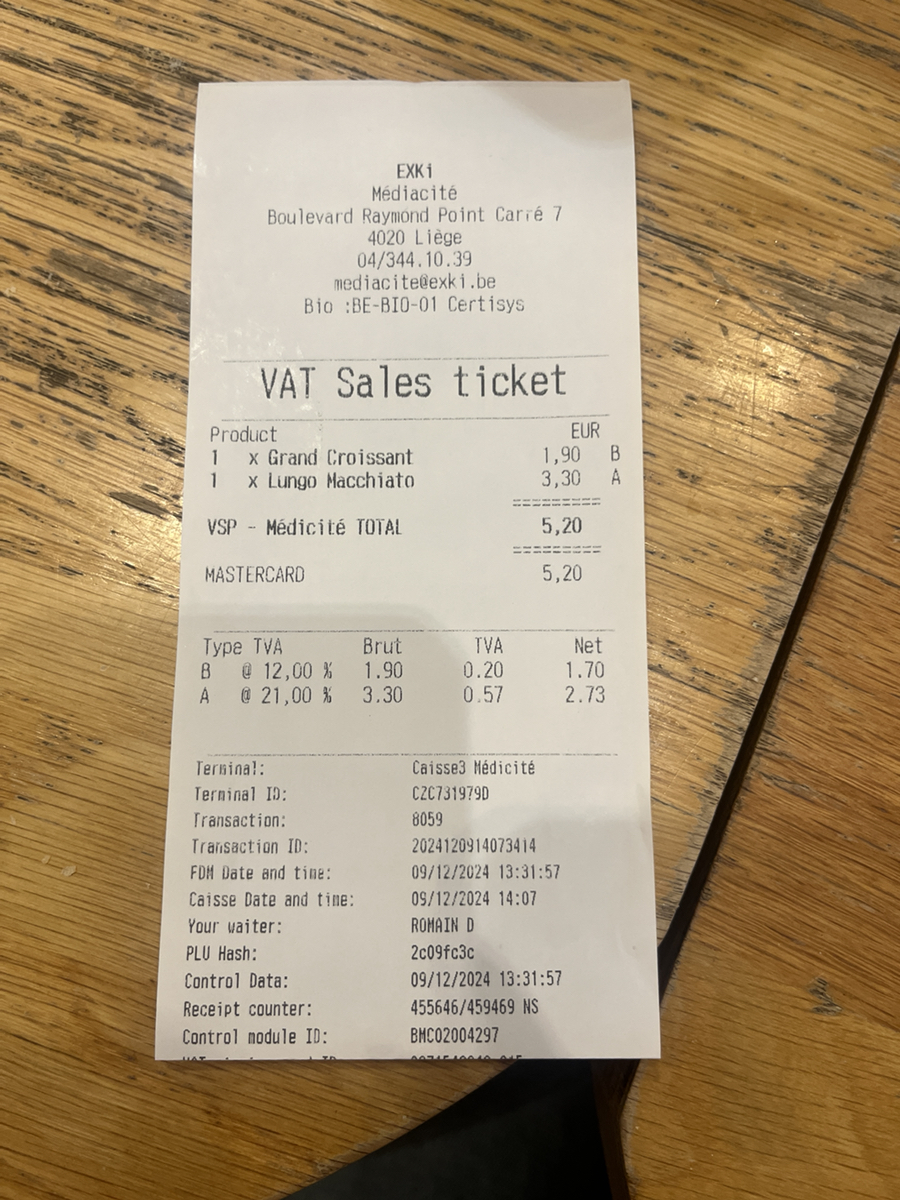 EXKi
Médiacité
Boulevard Raymond Point Carré 7
4020 Liège
04/344.10.39
mediacite@exki.be
Bio :BE-BIO-01 Certisys
VAT Sales ticket
Product EUR
1 x Grand Croissant 1,90 B
1 x Lungo Macchiato 3,30 A
=========
VSP - Médicité TOTAL 5,20
=========
MASTERCARD 5,20
Type TVA Brut TVA Net
B @ 12,00 % 1.90 0.20 1.70
A @ 21,00 % 3.30 0.57 2.73
Terminal: Caisse3 Médicité
Terminal ID: CZC731979D
Transaction: 8059
Transaction ID: 2024120914073414
FDM Date and time: 09/12/2024 13:31:57
Caisse Date and time: 09/12/2024 14:07
Your waiter: ROMAIN D
PLU Hash: 2c09fc3c
Control Data: 09/12/2024 13:31:57
Receipt counter: 455646/459469 NS
Control module ID: BMC02004297